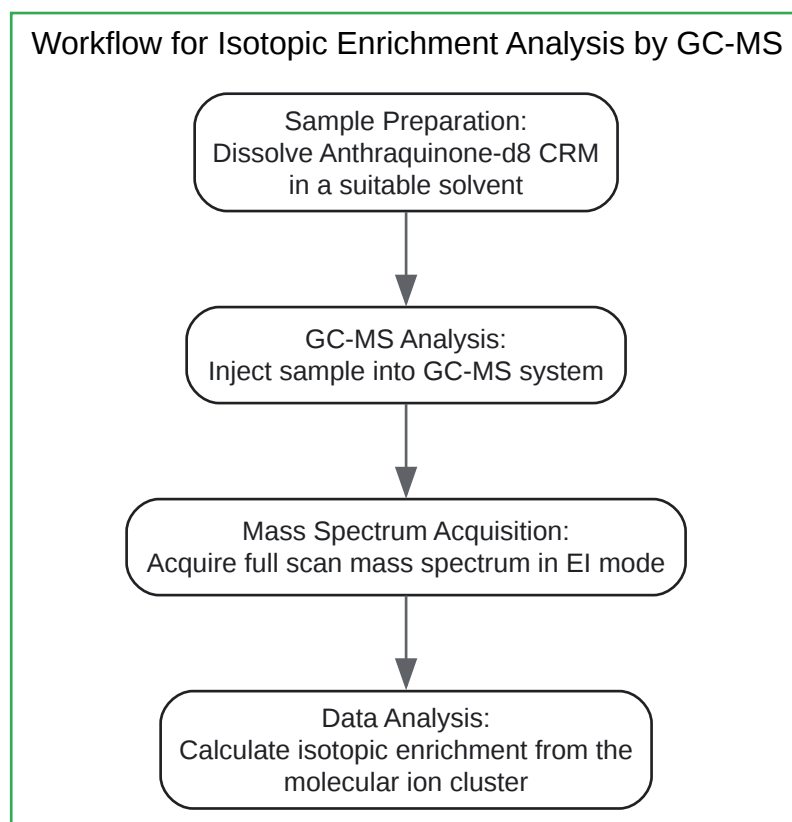 Workflow for Isotopic Enrichment Analysis by GC-MS
Sample Preparation:
Dissolve Anthraquinone-d8 CRM
in a suitable solvent
GC-MS Analysis:
Inject sample into GC-MS system
Mass Spectrum Acquisition:
Acquire full scan mass spectrum in EI mode
Data Analysis:
Calculate isotopic enrichment from the
molecular ion cluster